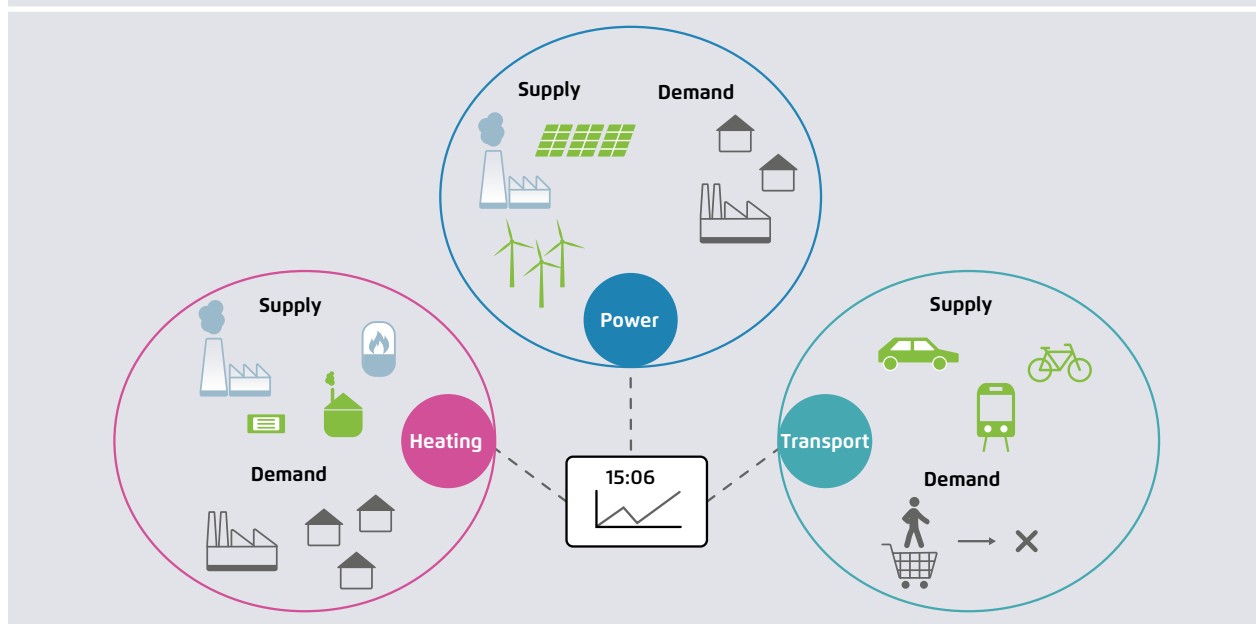 Supply
Demand
Power
Supply
Heating
Demand
15:06
Supply
Transport
Demand